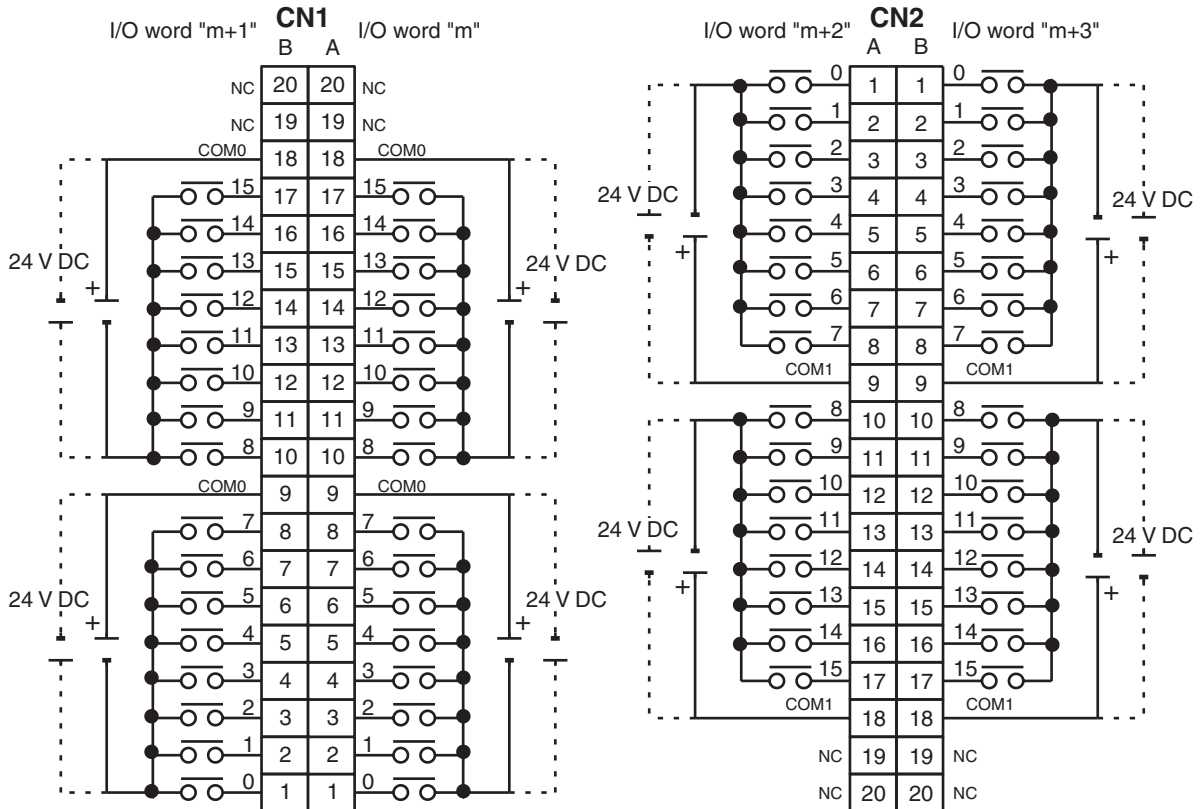 I/O word "m+1" CN1 I/O word "m"
B A
NC 20 20 NC
NC 19 19 NC
COM0 18 18 COM0
15 17 17 15
14 16 16 14
13 15 15 13
24 V DC 24 V DC
+ +
12 14 14 12
11 13 13 11
10 12 12 10
9 11 11 9
8 10 10 8
COM0 9 9 COM0
7 8 8 7
6 7 7 6
5 6 6 5
24 V DC 24 V DC
+ +
4 5 5 4
3 4 4 3
2 3 3 2
1 2 2 1
0 1 1 0
I/O word "m+2" CN2 I/O word "m+3"
A B
0 1 1 0
1 2 2 1
2 3 3 2
3 4 4 3
24 V DC 24 V DC
4 5 5 4
+ +
5 6 6 5
6 7 7 6
7 8 8 7
COM1 9 9 COM1
8 10 10 8
9 11 11 9
10 12 12 10
11 13 13 11
24 V DC 24 V DC
12 14 14 12
+ +
13 15 15 13
14 16 16 14
15 17 17 15
COM1 18 18 COM1
NC 19 19 NC
NC 20 20 NC